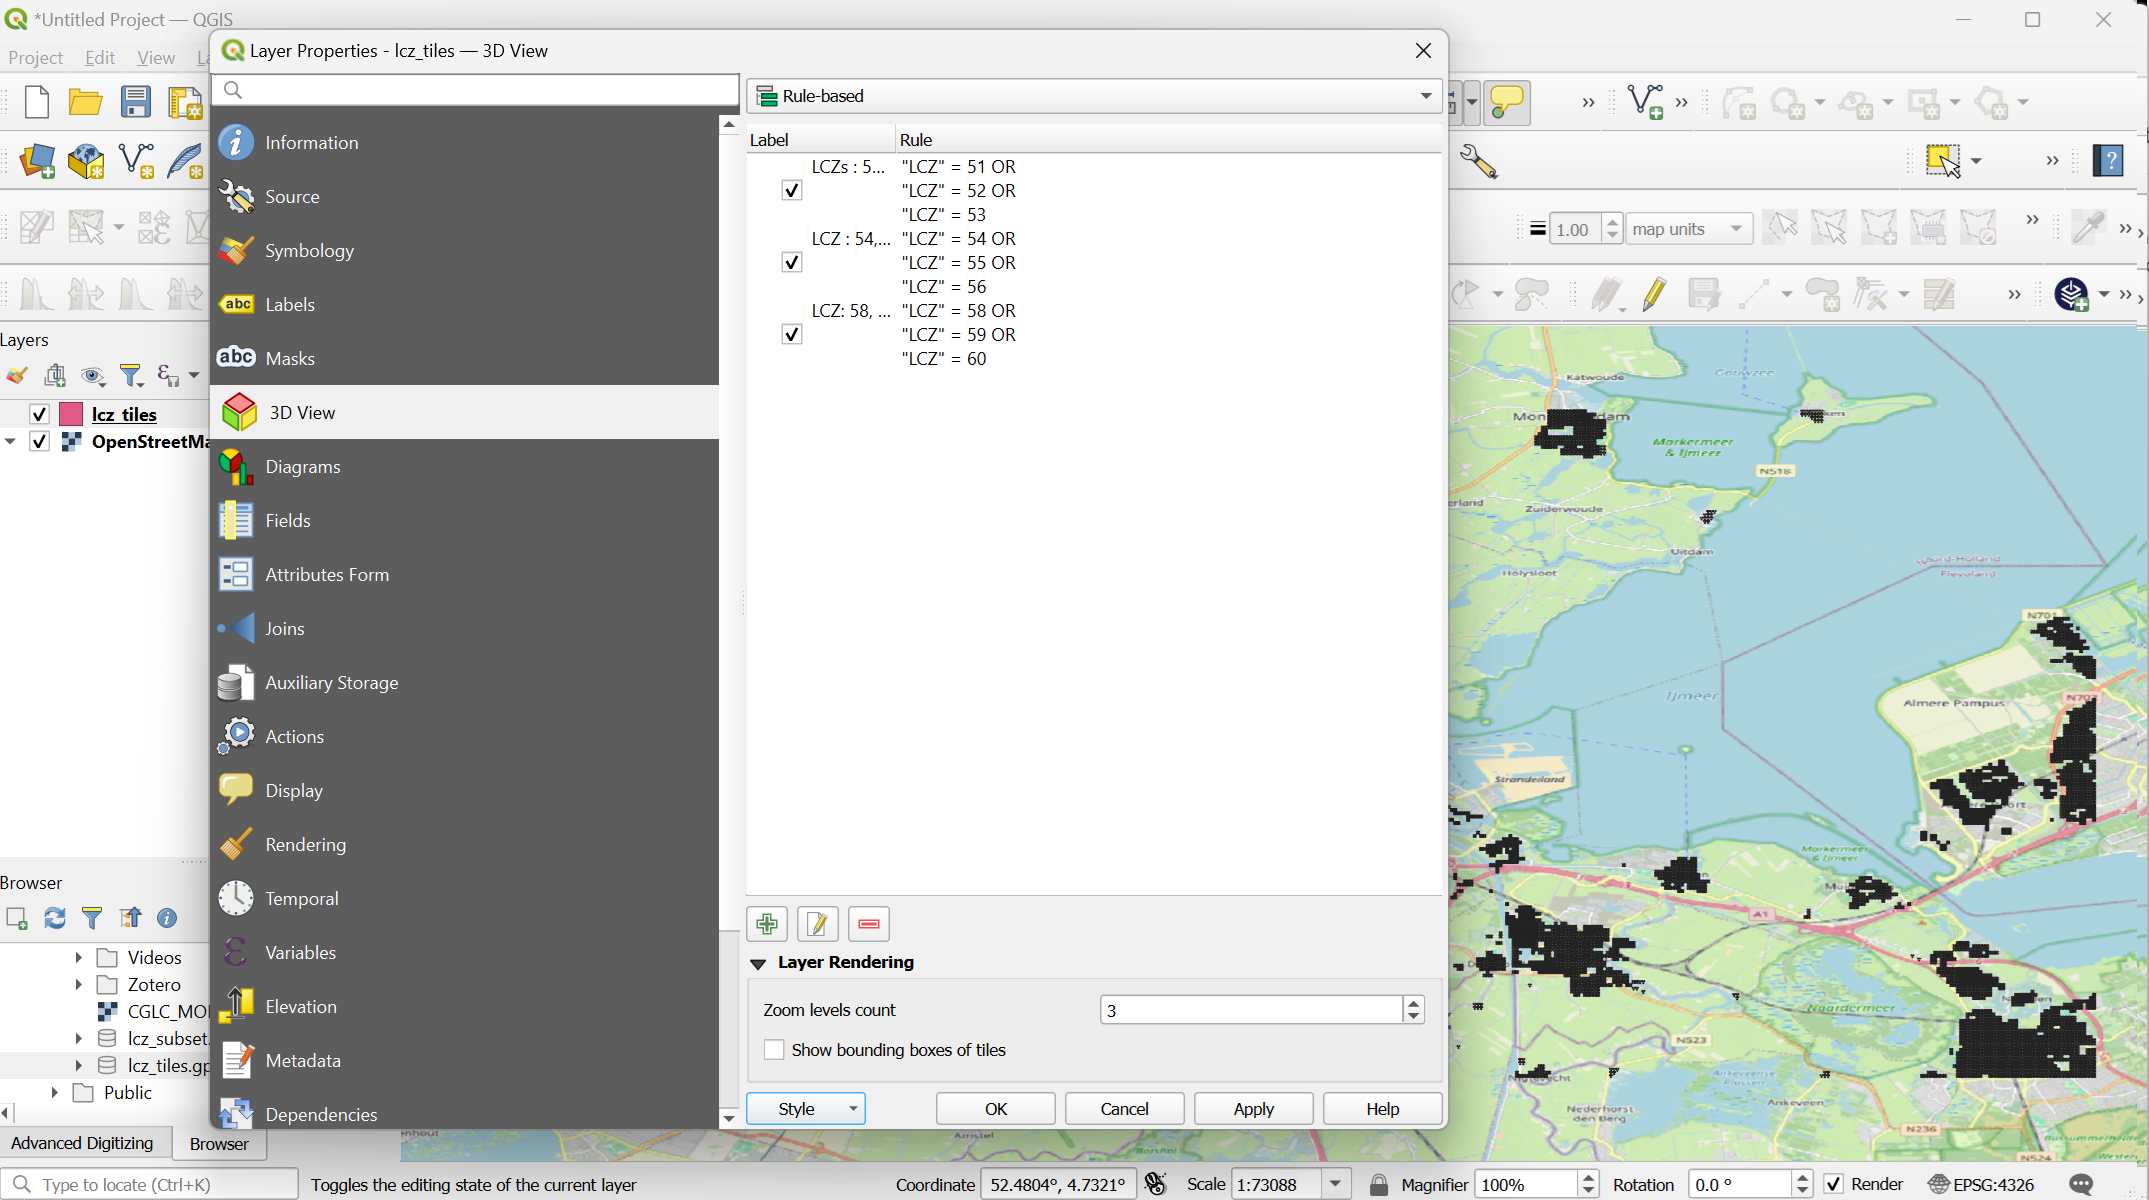 *Untitled Project — QGIS
Project Edit View
Layer Properties - lcz_tiles — 3D View
Rule-based
Label Rule
LCZs : 5... "LCZ" = 51 OR
"LCZ" = 52 OR
"LCZ" = 53
LCZ : 54,... "LCZ" = 54 OR
"LCZ" = 55 OR
"LCZ" = 56
LCZ: 58, ... "LCZ" = 58 OR
"LCZ" = 59 OR
"LCZ" = 60
Information
Source
Symbology
abc Labels
abc Masks
3D View
Diagrams
Fields
Attributes Form
Joins
Auxiliary Storage
Actions
Display
Rendering
Temporal
Variables
Elevation
Metadata
Dependencies
1.00 map units
Layers
lcz_tiles
OpenStreetMa
Browser
Videos
Zotero
CGLC_MO
lcz_subset.
lcz_tiles.gp
Public
Advanced Digitizing Browser
Layer Rendering
Zoom levels count 3
Show bounding boxes of tiles
Style OK Cancel Apply Help
Katwoude
Gouwzee
Markermeer
& IJmeer
N518
Zuiderwoude
Uitdam
Holysloot
Noord-Holland
Flevoland
N701
IJmeer
Almere Pampus
N702
Strandeiland
Markermeer
& IJmeer
A1
Naardermeer
N523
Ankeveense
Plassen
Ankeveen
Nederhorst
den Berg
N236
N524
Type to locate (Ctrl+K) Toggles the editing state of the current layer Coordinate 52.4804°, 4.7321° Scale 1:73088 Magnifier 100% Rotation 0.0 ° Render EPSG:4326